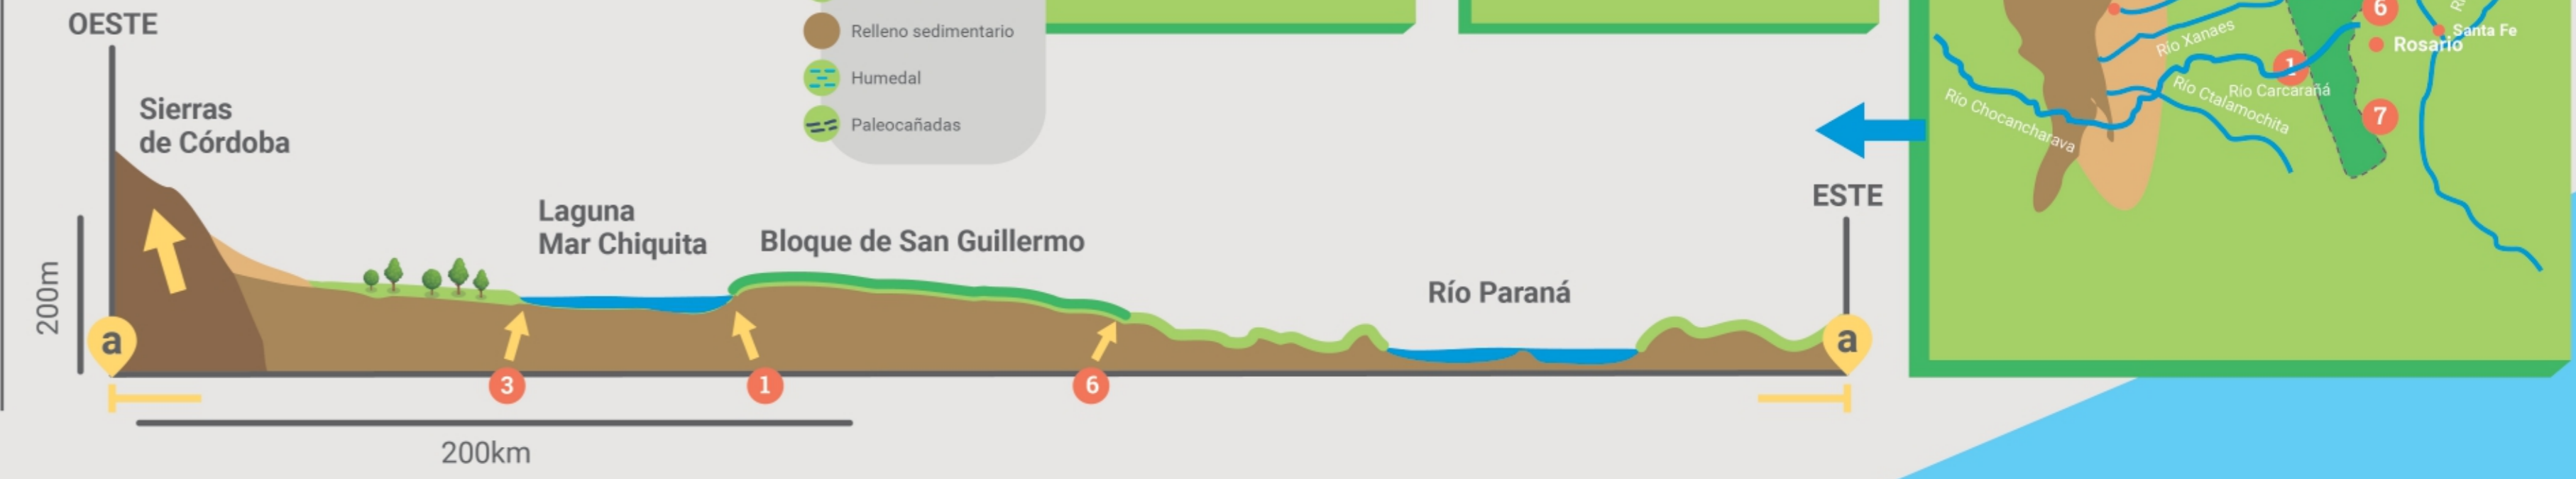 OESTE
Sierras
de Córdoba
200m
a
Laguna
Mar Chiquita
Bloque de San Guillermo
Río Paraná
ESTE
a
3
1
6
200km
Relleno sedimentario
Humedal
Paleocañadas
6
Santa Fe
Rosario
Río Xanaes
1
Río Carcarañá
Río Ctalamochita
Río Chocancharava
7